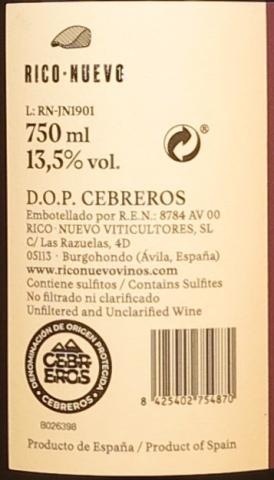 RICO·NUEVO
L: RN-JN1901
750 ml
13,5% vol.
®
D.O.P. CEBREROS
Embotellado por R.E.N.: 8784 AV 00
RICO·NUEVO VITICULTORES, SL
C/ Las Razuelas, 4D
05113 · Burgohondo (Ávila, España)
www.riconuevovinos.com
Contiene sulfitos / Contains Sulfites
No filtrado ni clarificado
Unfiltered and Unclarified Wine
DENOMINACIÓN DE ORIGEN PROTEGIDA
CEBR
EROS
· CEBREROS ·
B026398
8 425402 754870
Producto de España / Product of Spain